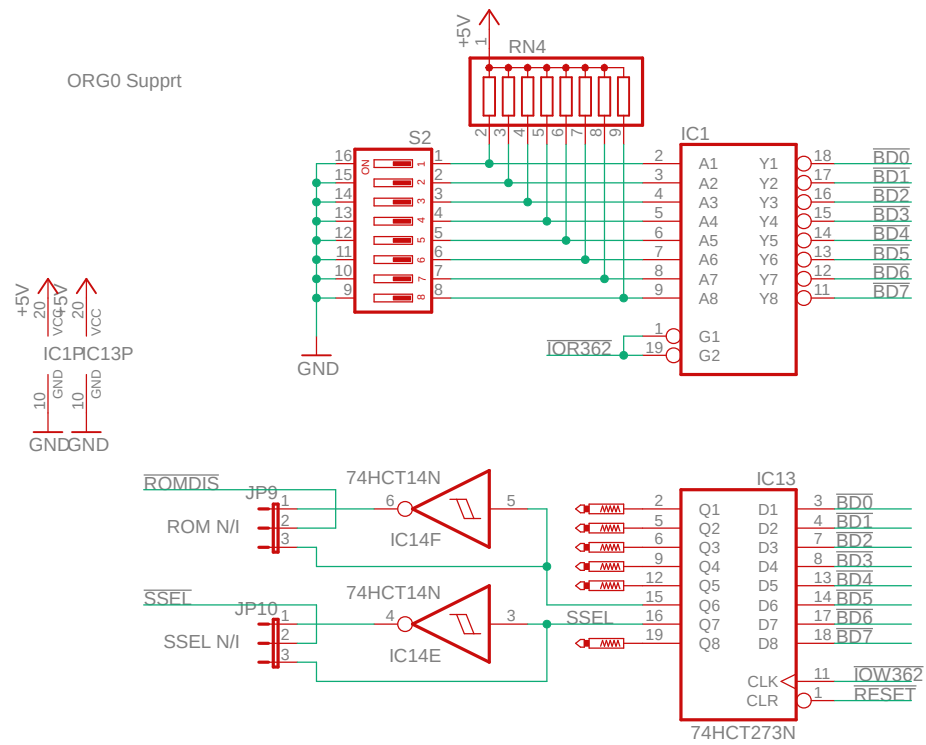 +5V
1
RN4
ORG0 Supprt
2 3 4 5 6 7 8 9
S2
ON
16 1 1
15 2 2
14 3 3
13 4 4
12 5 5
11 6 6
10 7 7
9 8 8
GND
IC1
2 A1 Y1 18 BD0
3 A2 Y2 17 BD1
4 A3 Y3 16 BD2
5 A4 Y4 15 BD3
6 A5 Y5 14 BD4
7 A6 Y6 13 BD5
8 A7 Y7 12 BD6
9 A8 Y8 11 BD7
1 G1
IOR362 19 G2
+5V +5V
20 20
VCC VCC
IC1P IC13P
GND GND
10 10
GND GND
ROMDIS
JP9
1
ROM N/I 2
3
74HCT14N
6 5
IC14F
SSEL
JP10
1
SSEL N/I 2
3
74HCT14N
4 3
IC14E
SSEL
IC13
2 Q1 D1 3 BD0
5 Q2 D2 4 BD1
6 Q3 D3 7 BD2
9 Q4 D4 8 BD3
12 Q5 D5 13 BD4
15 Q6 D6 14 BD5
16 Q7 D7 17 BD6
19 Q8 D8 18 BD7
CLK 11 IOW362
CLR 1 RESET
74HCT273N